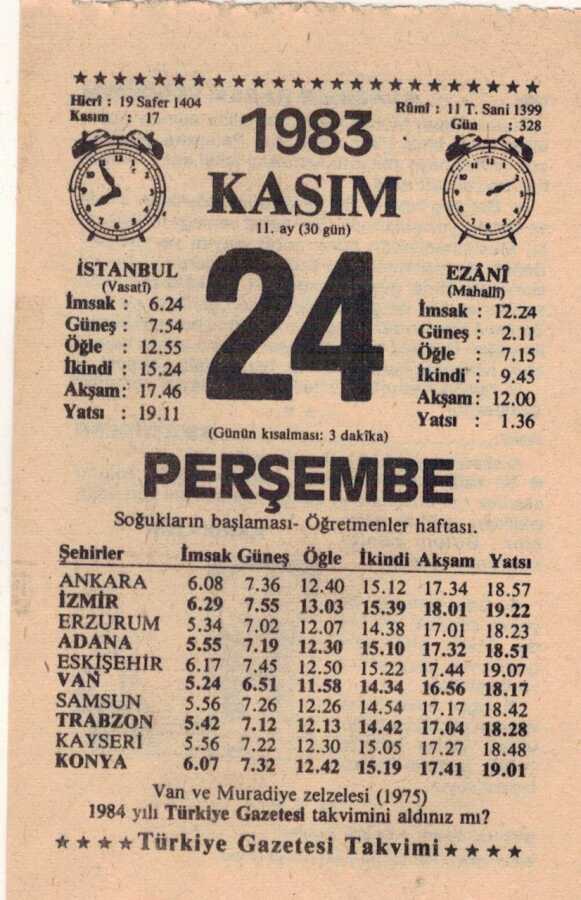 ★★★★★★★★★★★★★★★★★★★★★★★★
Hicrî : 19 Safer 1404
Kasım : 17
1983
Rûmî : 11 T. Sani 1399
Gün : 328
KASIM
11. ay (30 gün)
İSTANBUL
(Vasatî)
İmsak : 6.24
Güneş : 7.54
Öğle : 12.55
İkindi : 15.24
Akşam: 17.46
Yatsı : 19.11
24
EZÂNÎ
(Mahallî)
İmsak : 12.24
Güneş : 2.11
Öğle : 7.15
İkindi : 9.45
Akşam: 12.00
Yatsı : 1.36
(Günün kısalması: 3 dakîka)
PERŞEMBE
Soğukların başlaması- Öğretmenler haftası.
Şehirler İmsak Güneş Öğle İkindi Akşam Yatsı
ANKARA 6.08 7.36 12.40 15.12 17.34 18.57
İZMİR 6.29 7.55 13.03 15.39 18.01 19.22
ERZURUM 5.34 7.02 12.07 14.38 17.01 18.23
ADANA 5.55 7.19 12.30 15.10 17.32 18.51
ESKİŞEHİR 6.17 7.45 12.50 15.22 17.44 19.07
VAN 5.24 6.51 11.58 14.34 16.56 18.17
SAMSUN 5.56 7.26 12.26 14.54 17.17 18.42
TRABZON 5.42 7.12 12.13 14.42 17.04 18.28
KAYSERİ 5.56 7.22 12.30 15.05 17.27 18.48
KONYA 6.07 7.32 12.42 15.19 17.41 19.01
Van ve Muradiye zelzelesi (1975)
1984 yılı Türkiye Gazetesi takvimini aldınız mı?
★★★★Türkiye Gazetesi Takvimi★★★★